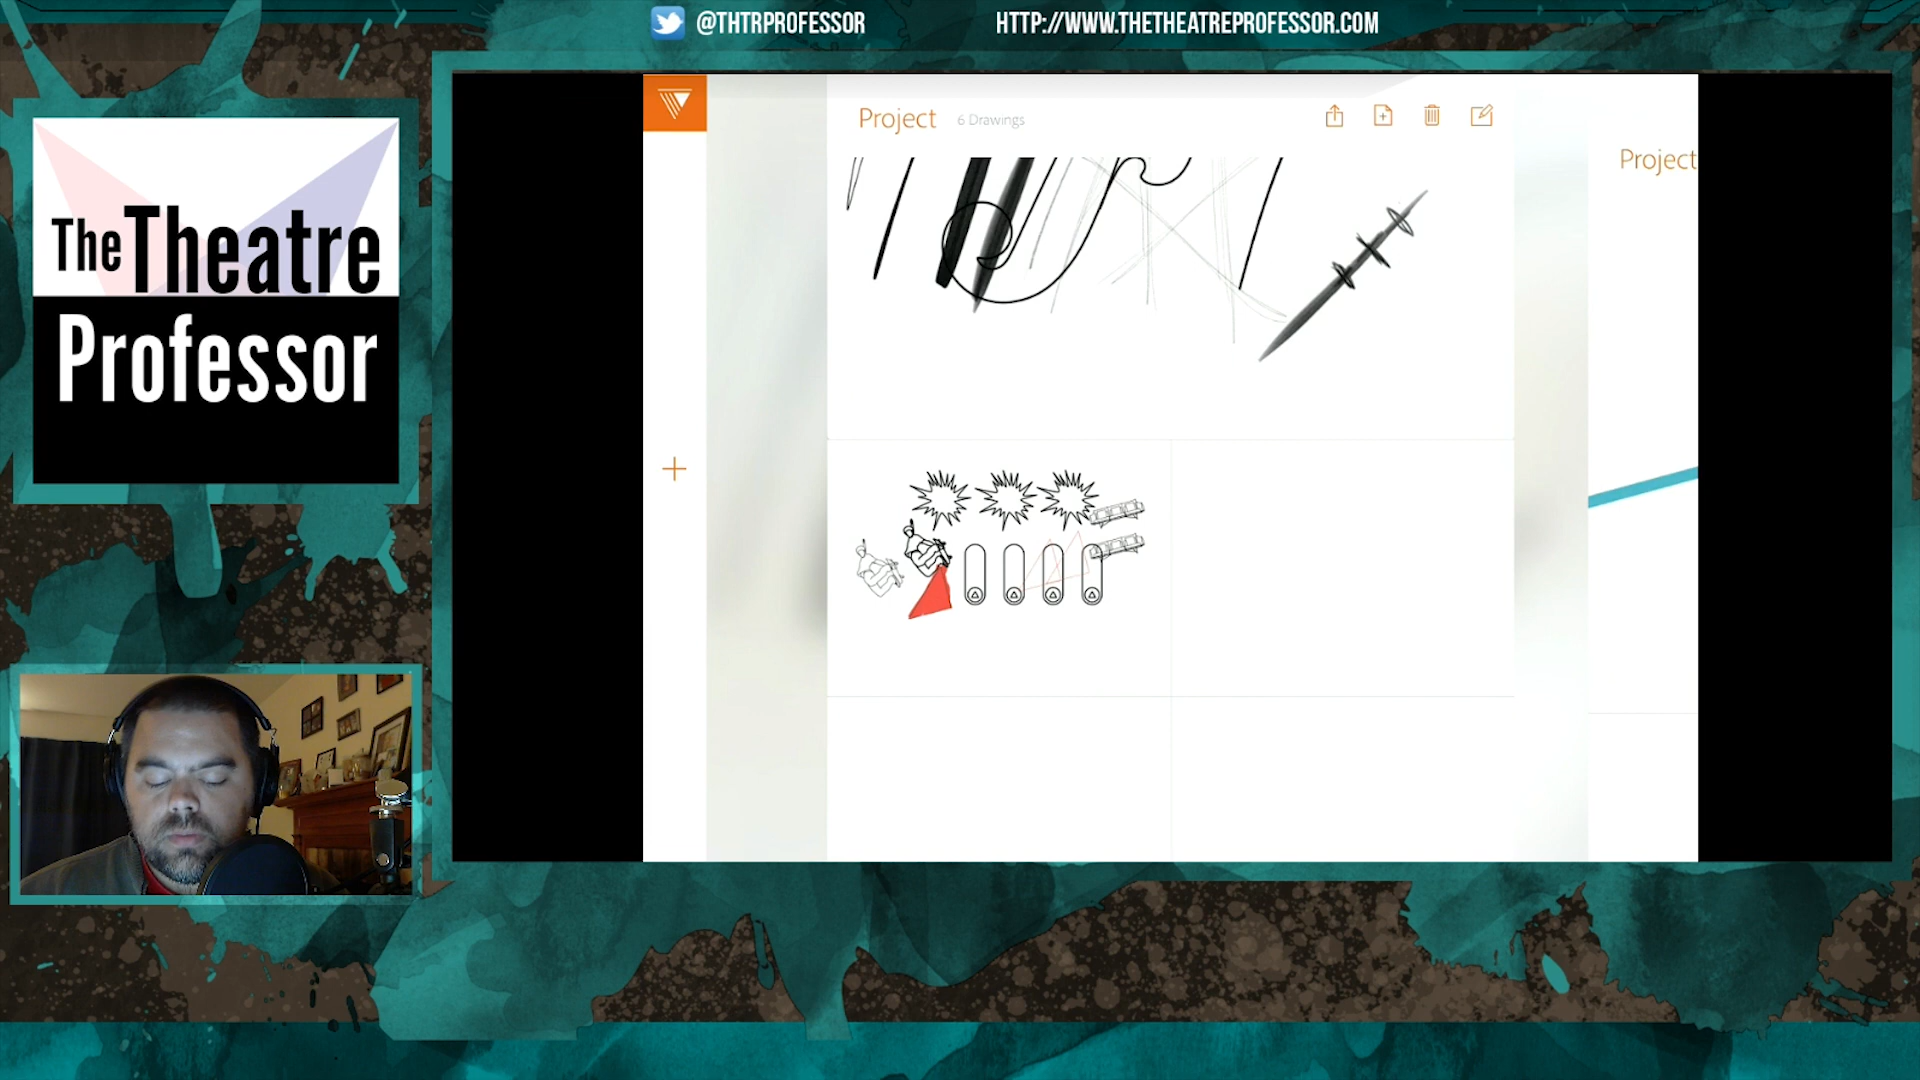 @THTRPROFESSOR
HTTP://WWW.THETHEATREPROFESSOR.COM
The Theatre
Professor
Project 6 Drawings
Project